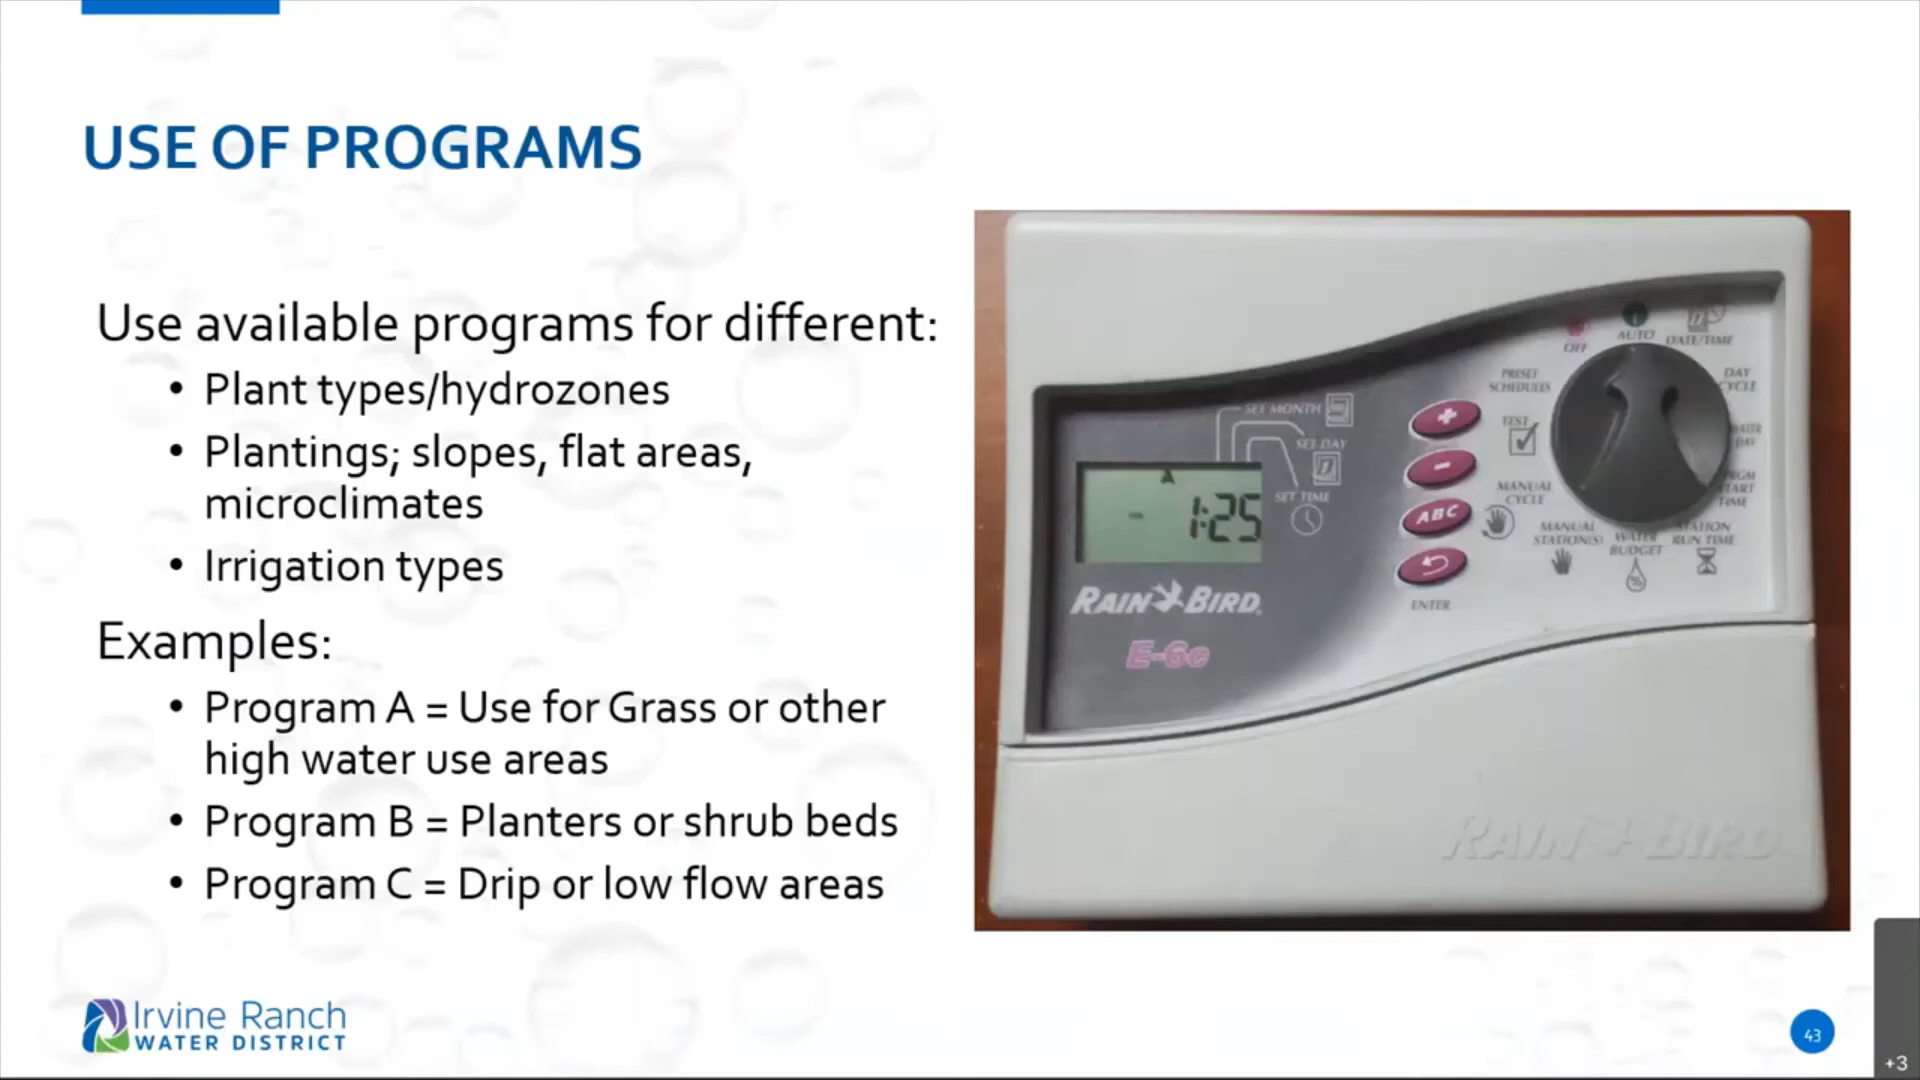 USE OF PROGRAMS
Use available programs for different:
• Plant types/hydrozones
• Plantings; slopes, flat areas,
microclimates
• Irrigation types
Examples:
• Program A = Use for Grass or other
high water use areas
• Program B = Planters or shrub beds
• Program C = Drip or low flow areas
OFF
AUTO
DATE/TIME
PRESET
SCHEDULES
DAY
CYCLE
SET MONTH
SET DAY
SET TIME
TEST
DAY
TIME
MANUAL
CYCLE
MANUAL
STATION(S)
WATER
BUDGET
STATION
RUN TIME
%
+
-
ABC
ENTER
A
- 1:25
RAIN BIRD
E-6c
RAIN BIRD
Irvine Ranch
WATER DISTRICT
43
+3